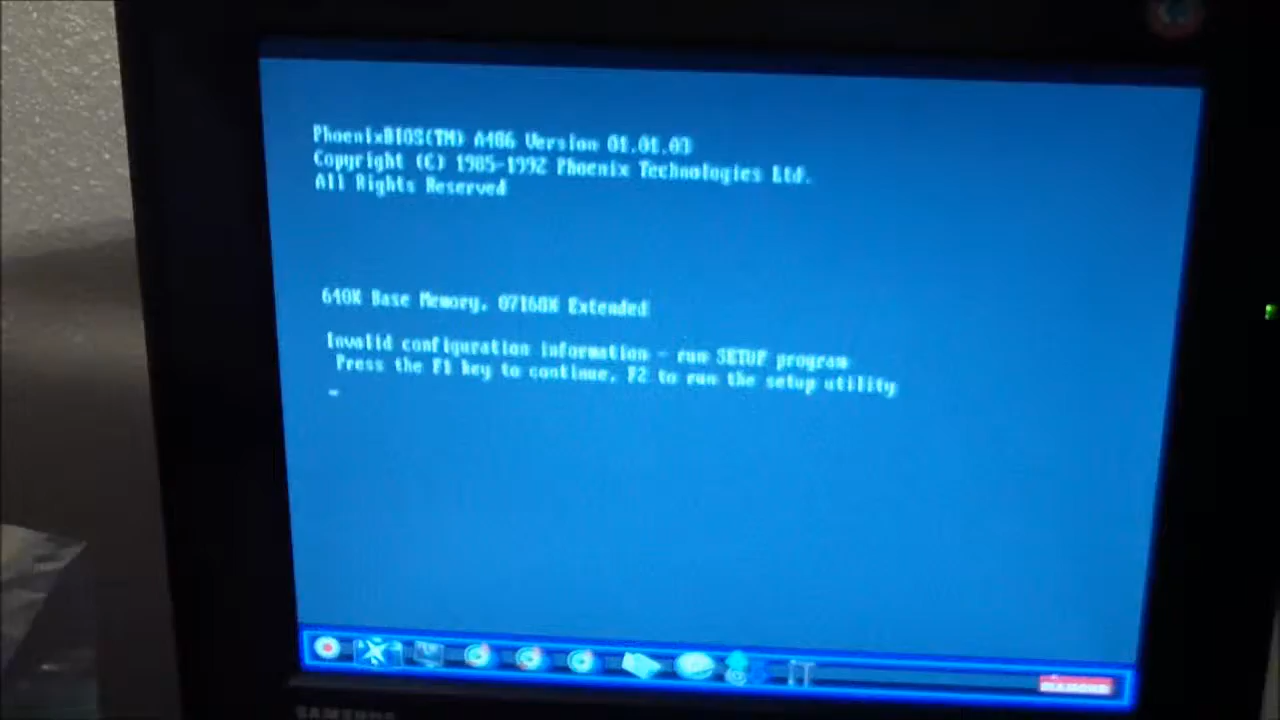 PhoenixBIOS(TM) A486 Version 01.01.03
Copyright (C) 1985-1992 Phoenix Technologies Ltd.
All Rights Reserved
640K Base Memory, 07168K Extended
Invalid configuration information - run SETUP program
Press the F1 key to continue, F2 to run the setup utility
DIAMOND
SAMSUNG